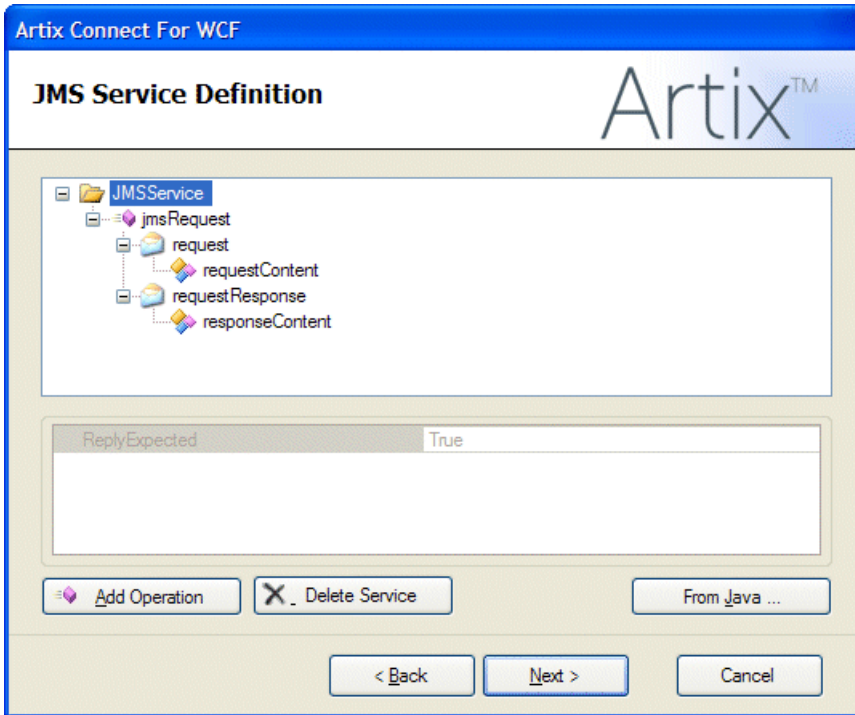 Artix Connect For WCF
JMS Service Definition
Artix™
JMSService
jmsRequest
request
requestContent
requestResponse
responseContent
ReplyExpected True
Add Operation
Delete Service
From Java ...
< Back
Next >
Cancel